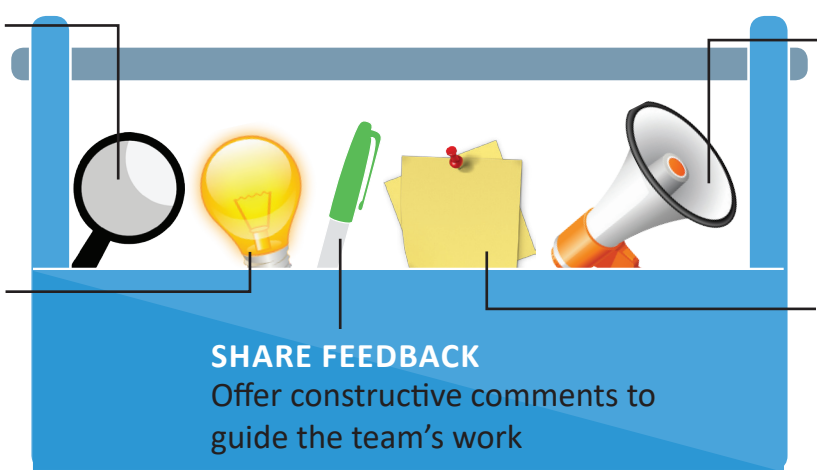 SHARE FEEDBACK
Offer constructive comments to
guide the team’s work